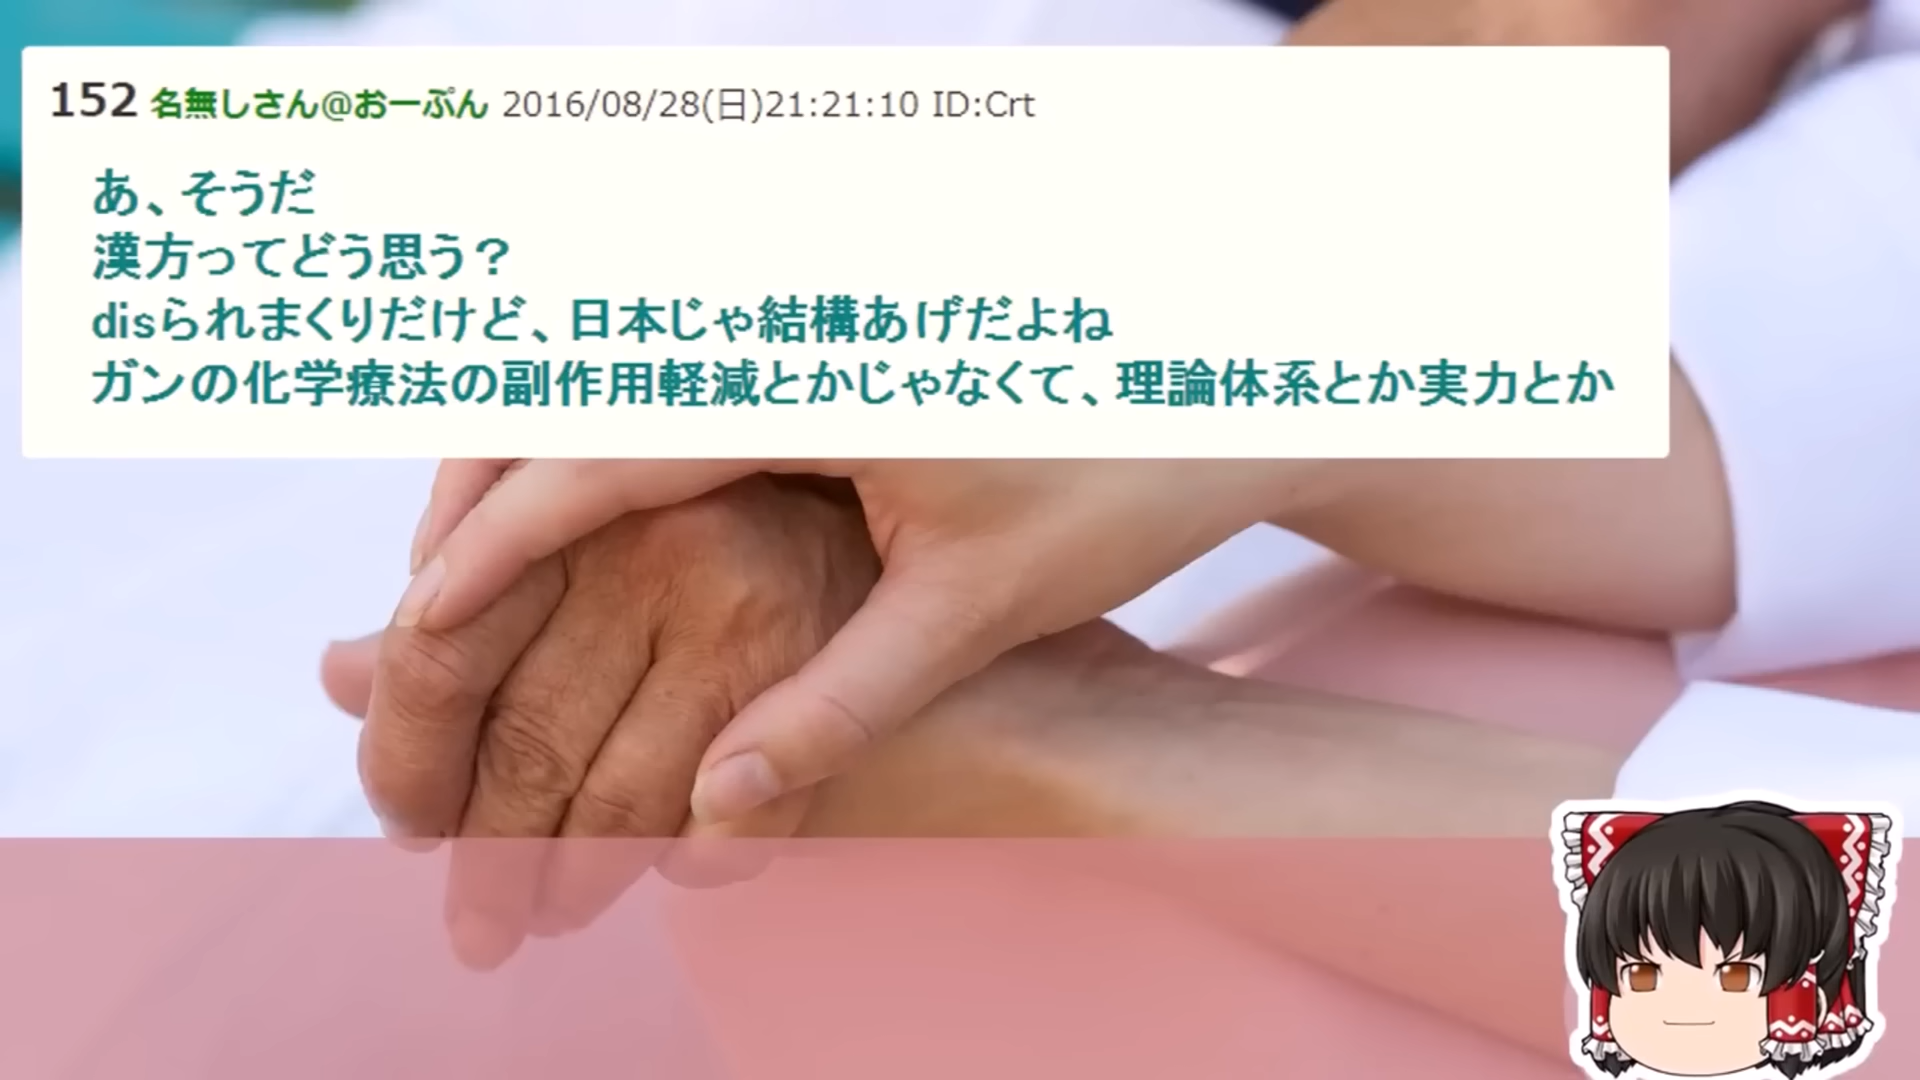 152 名無しさん@おーぷん 2016/08/28(日)21:21:10 ID:Crt
あ、そうだ
漢方ってどう思う？
disられまくりだけど、日本じゃ結構あげだよね
ガンの化学療法の副作用軽減とかじゃなくて、理論体系とか実力とか